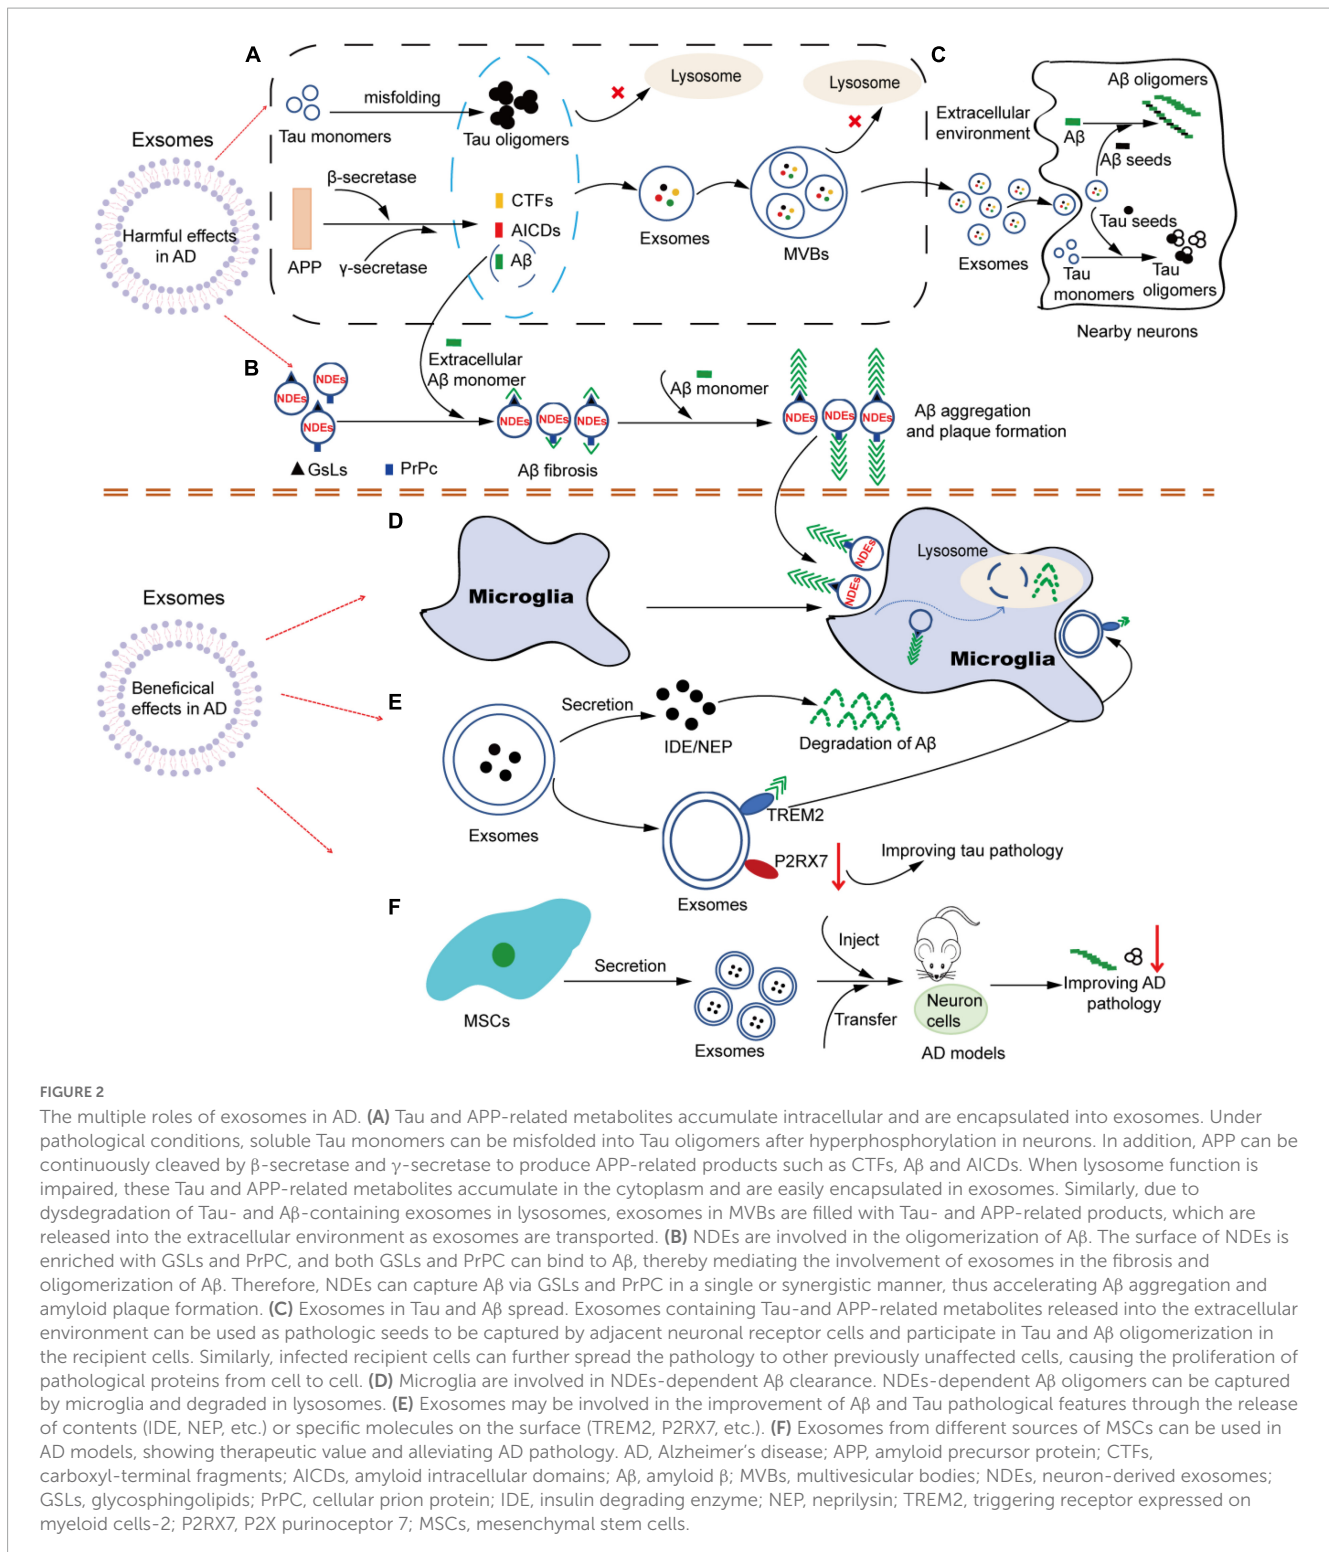 A
Exsomes
Harmful effects
in AD
Tau monomers
misfolding
Tau oligomers
Lysosome
Lysosome
APP
β-secretase
γ-secretase
CTFs
AICDs
Aβ
Exsomes
MVBs
C
Extracellular
environment
Exsomes
Aβ oligomers
Aβ
Aβ seeds
Tau seeds
Tau
monomers
Tau
oligomers
Nearby neurons
B
NDEs
NDEs
NDEs
GsLs
PrPc
Extracellular
Aβ monomer
NDEs
NDEs
NDEs
Aβ fibrosis
Aβ monomer
NDEs
NDEs
NDEs
Aβ aggregation
and plaque formation
D
Exsomes
Beneficical
effects in AD
Microglia
NDEs
NDEs
Lysosome
Microglia
E
Exsomes
Secretion
IDE/NEP
Degradation of Aβ
TREM2
P2RX7
Exsomes
Improving tau pathology
F
MSCs
Secretion
Exsomes
Inject
Transfer
Neuron
cells
AD models
Improving AD
pathology
FIGURE 2
The multiple roles of exosomes in AD. (A) Tau and APP-related metabolites accumulate intracellular and are encapsulated into exosomes. Under
pathological conditions, soluble Tau monomers can be misfolded into Tau oligomers after hyperphosphorylation in neurons. In addition, APP can be
continuously cleaved by β-secretase and γ-secretase to produce APP-related products such as CTFs, Aβ and AICDs. When lysosome function is
impaired, these Tau and APP-related metabolites accumulate in the cytoplasm and are easily encapsulated in exosomes. Similarly, due to
dysdegradation of Tau- and Aβ-containing exosomes in lysosomes, exosomes in MVBs are filled with Tau- and APP-related products, which are
released into the extracellular environment as exosomes are transported. (B) NDEs are involved in the oligomerization of Aβ. The surface of NDEs is
enriched with GSLs and PrPC, and both GSLs and PrPC can bind to Aβ, thereby mediating the involvement of exosomes in the fibrosis and
oligomerization of Aβ. Therefore, NDEs can capture Aβ via GSLs and PrPC in a single or synergistic manner, thus accelerating Aβ aggregation and
amyloid plaque formation. (C) Exosomes in Tau and Aβ spread. Exosomes containing Tau-and APP-related metabolites released into the extracellular
environment can be used as pathologic seeds to be captured by adjacent neuronal receptor cells and participate in Tau and Aβ oligomerization in
the recipient cells. Similarly, infected recipient cells can further spread the pathology to other previously unaffected cells, causing the proliferation of
pathological proteins from cell to cell. (D) Microglia are involved in NDEs-dependent Aβ clearance. NDEs-dependent Aβ oligomers can be captured
by microglia and degraded in lysosomes. (E) Exosomes may be involved in the improvement of Aβ and Tau pathological features through the release
of contents (IDE, NEP, etc.) or specific molecules on the surface (TREM2, P2RX7, etc.). (F) Exosomes from different sources of MSCs can be used in
AD models, showing therapeutic value and alleviating AD pathology. AD, Alzheimer's disease; APP, amyloid precursor protein; CTFs,
carboxyl-terminal fragments; AICDs, amyloid intracellular domains; Aβ, amyloid β; MVBs, multivesicular bodies; NDEs, neuron-derived exosomes;
GSLs, glycosphingolipids; PrPC, cellular prion protein; IDE, insulin degrading enzyme; NEP, neprilysin; TREM2, triggering receptor expressed on
myeloid cells-2; P2RX7, P2X purinoceptor 7; MSCs, mesenchymal stem cells.